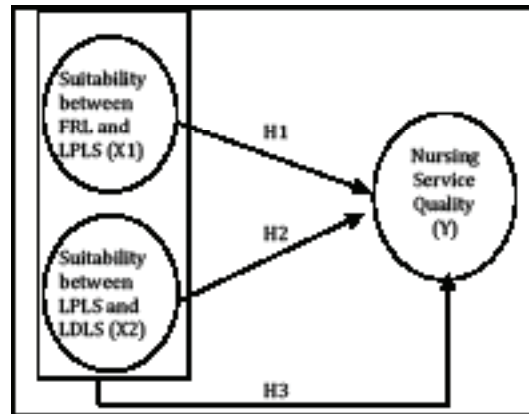 Suitability
between
FRL and
LPLS (X1)
H1
Nursing
Service
Quality
(Y)
H2
Suitability
between
LPLS and
LDLS (X2)
H3